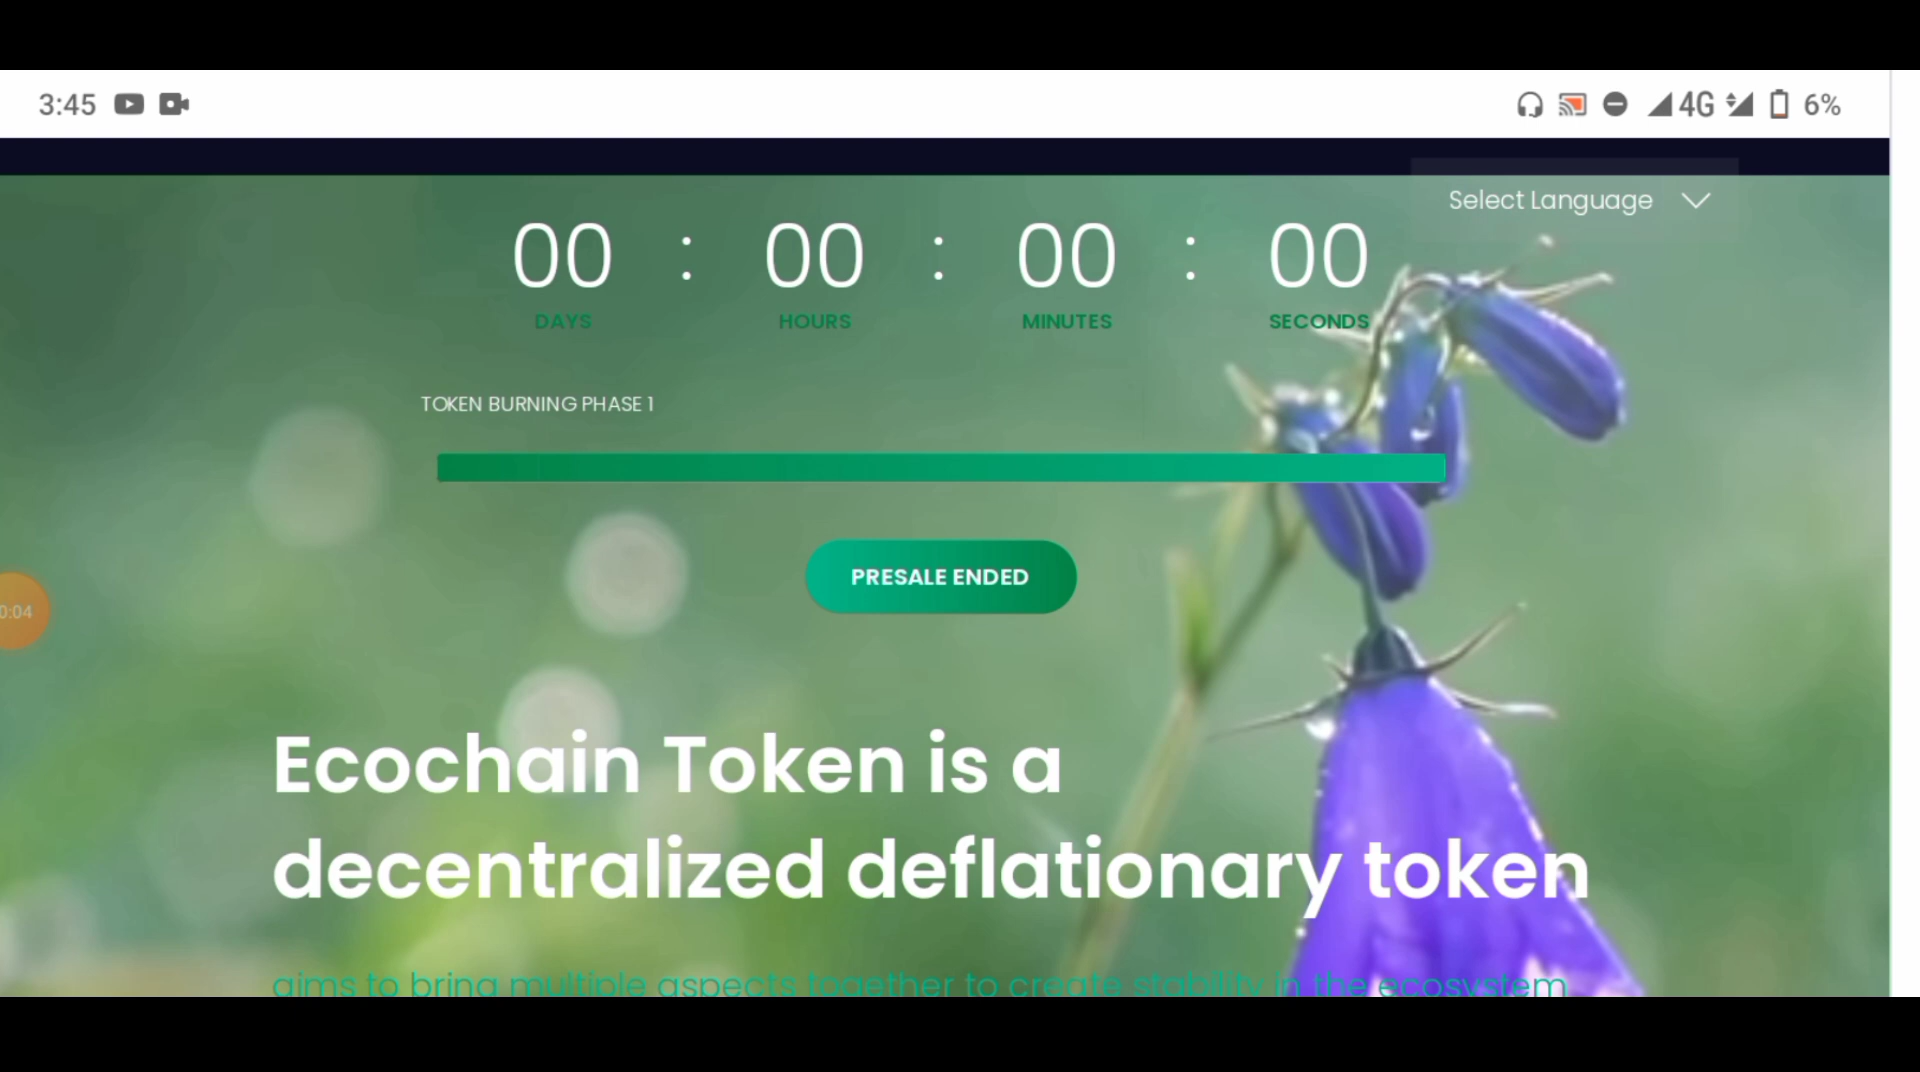 3:45
4G
6%
Select Language
00 : 00 : 00 : 00
DAYS HOURS MINUTES SECONDS
TOKEN BURNING PHASE 1
PRESALE ENDED
0:04
Ecochain Token is a
decentralized deflationary token
aims to bring multiple aspects together to create stability in the ecosystem